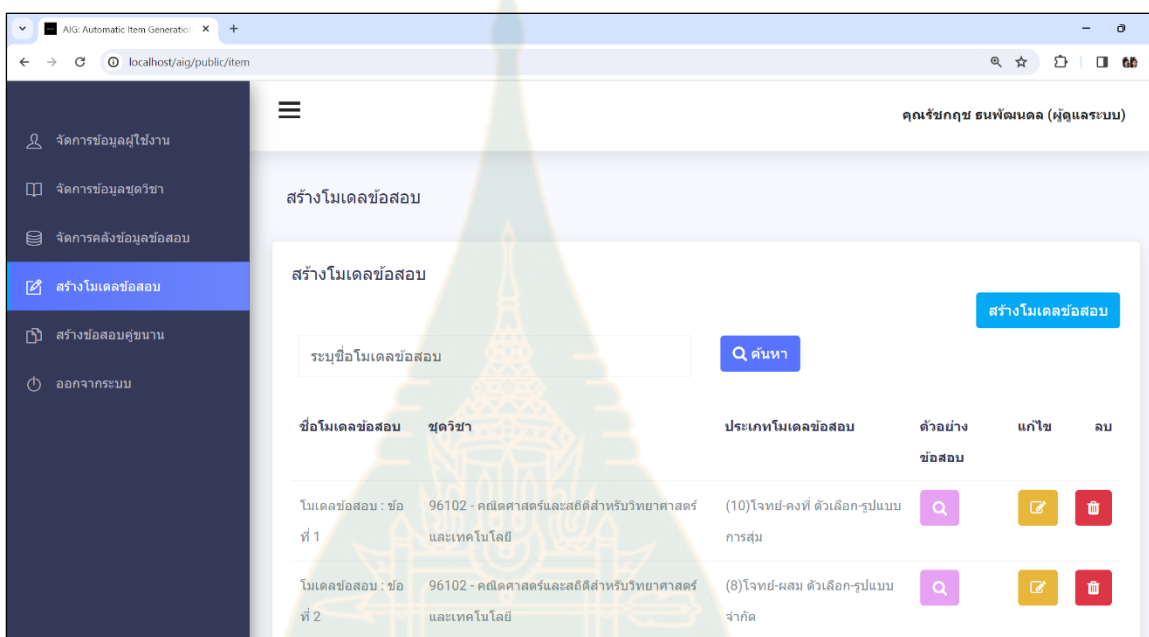 AIG: Automatic Item Generation
localhost/aig/public/item
คุณรัชกฤช ธนพัฒนดล (ผู้ดูแลระบบ)
จัดการข้อมูลผู้ใช้งาน
จัดการข้อมูลชุดวิชา
จัดการคลังข้อมูลข้อสอบ
สร้างโมเดลข้อสอบ
สร้างข้อสอบคู่ขนาน
ออกจากระบบ
สร้างโมเดลข้อสอบ
สร้างโมเดลข้อสอบ
สร้างโมเดลข้อสอบ
ระบุชื่อโมเดลข้อสอบ
ค้นหา
ชื่อโมเดลข้อสอบ ชุดวิชา ประเภทโมเดลข้อสอบ ตัวอย่าง แก้ไข ลบ
ข้อสอบ
โมเดลข้อสอบ : ข้อ 96102 - คณิตศาสตร์และสถิติสำหรับวิทยาศาสตร์ (10)โจทย์-คงที่ ตัวเลือก-รูปแบบ
ที่ 1 และเทคโนโลยี การสุ่ม
โมเดลข้อสอบ : ข้อ 96102 - คณิตศาสตร์และสถิติสำหรับวิทยาศาสตร์ (8)โจทย์-ผสม ตัวเลือก-รูปแบบ
ที่ 2 และเทคโนโลยี จำกัด